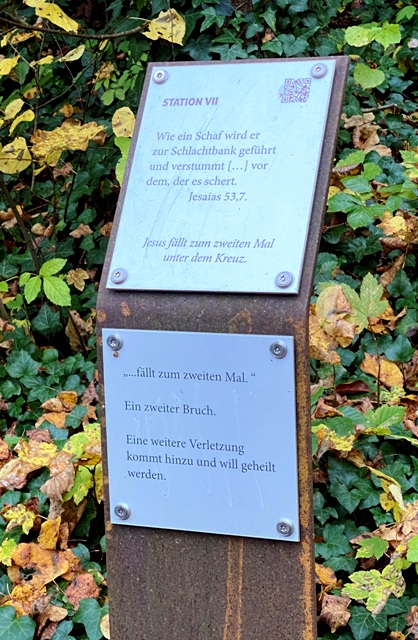 STATION VII
Wie ein Schaf wird er
zur Schlachtbank geführt
und verstummt [...] vor
dem, der es schert.
Jesaias 53,7.
Jesus fällt zum zweiten Mal
unter dem Kreuz.
„...fällt zum zweiten Mal. “
Ein zweiter Bruch.
Eine weitere Verletzung
kommt hinzu und will geheilt
werden.